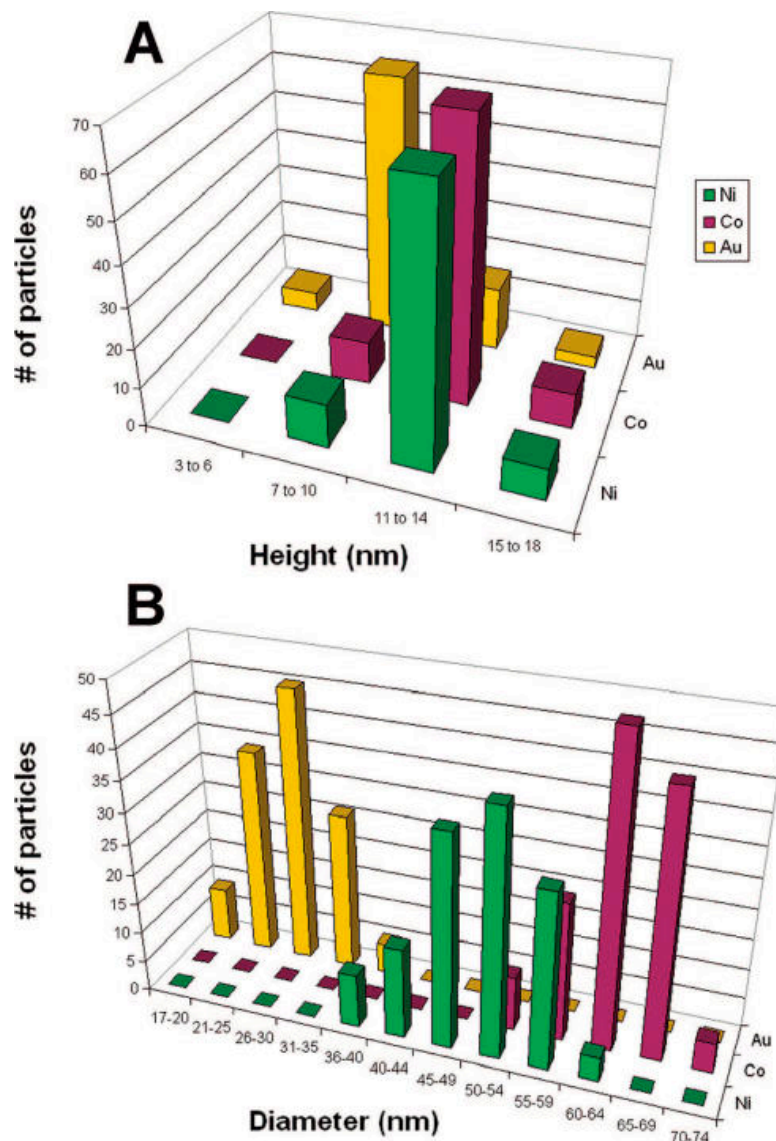 A
70
60
50
40
30
20
10
0
# of particles
3 to 6
7 to 10
11 to 14
15 to 18
Height (nm)
Ni
Co
Au
Au
Co
Ni
B
50
45
40
35
30
25
20
15
10
5
0
# of particles
17-20
21-25
26-30
31-35
36-40
40-44
45-49
50-54
55-59
60-64
65-69
70-74
Diameter (nm)
Au
Co
Ni